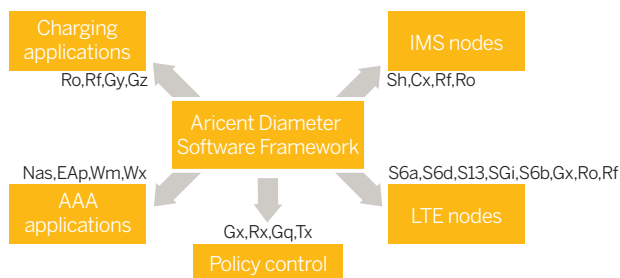 Charging
applications
Ro,Rf,Gy,Gz
IMS nodes
Sh,Cx,Rf,Ro
Aricent Diameter
Software Framework
Nas,EAp,Wm,Wx
AAA
applications
Gx,Rx,Gq,Tx
Policy control
S6a,S6d,S13,SGi,S6b,Gx,Ro,Rf
LTE nodes